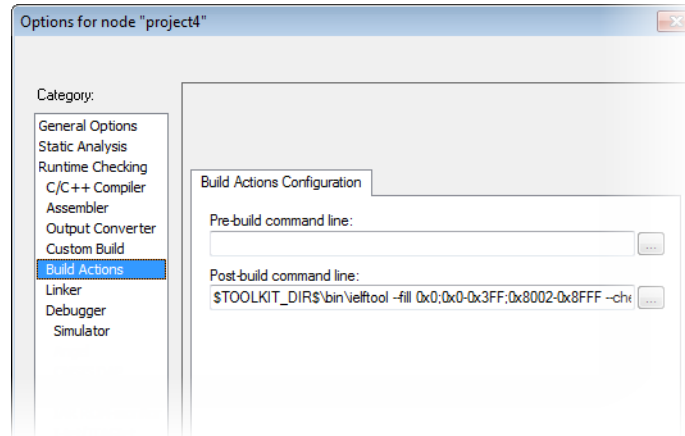 Options for node "project4"
Category:
General Options
Static Analysis
Runtime Checking
C/C++ Compiler
Assembler
Output Converter
Custom Build
Build Actions
Linker
Debugger
Simulator
Build Actions Configuration
Pre-build command line:
...
Post-build command line:
$TOOLKIT_DIR$\bin\ielftool --fill 0x0;0x0-0x3FF;0x8002-0x8FFF --che
...